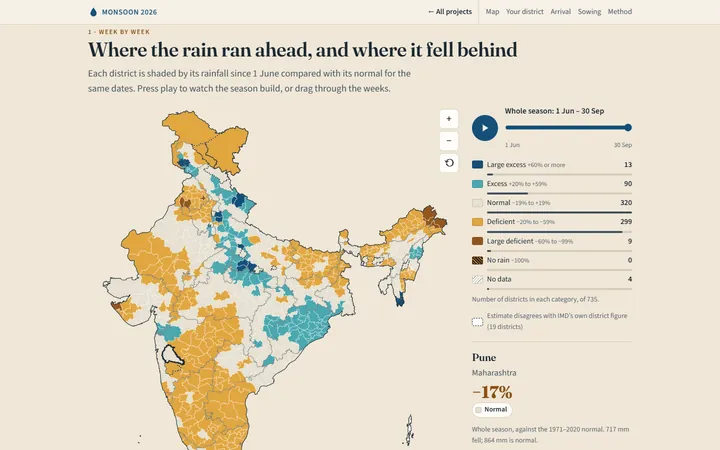 MONSOON 2026
← All projects
Map
Your district
Arrival
Sowing
Method
1 · WEEK BY WEEK
Where the rain ran ahead, and where it fell behind
Each district is shaded by its rainfall since 1 June compared with its normal for the
same dates. Press play to watch the season build, or drag through the weeks.
+
−
Whole season: 1 Jun – 30 Sep
1 Jun
30 Sep
Large excess +60% or more 13
Excess +20% to +59% 90
Normal −19% to +19% 320
Deficient −20% to −59% 299
Large deficient −60% to −99% 9
No rain −100% 0
No data 4
Number of districts in each category, of 735.
Estimate disagrees with IMD's own district figure
(19 districts)
Pune
Maharashtra
−17%
Normal
Whole season, against the 1971–2020 normal. 717 mm
fell; 864 mm is normal.